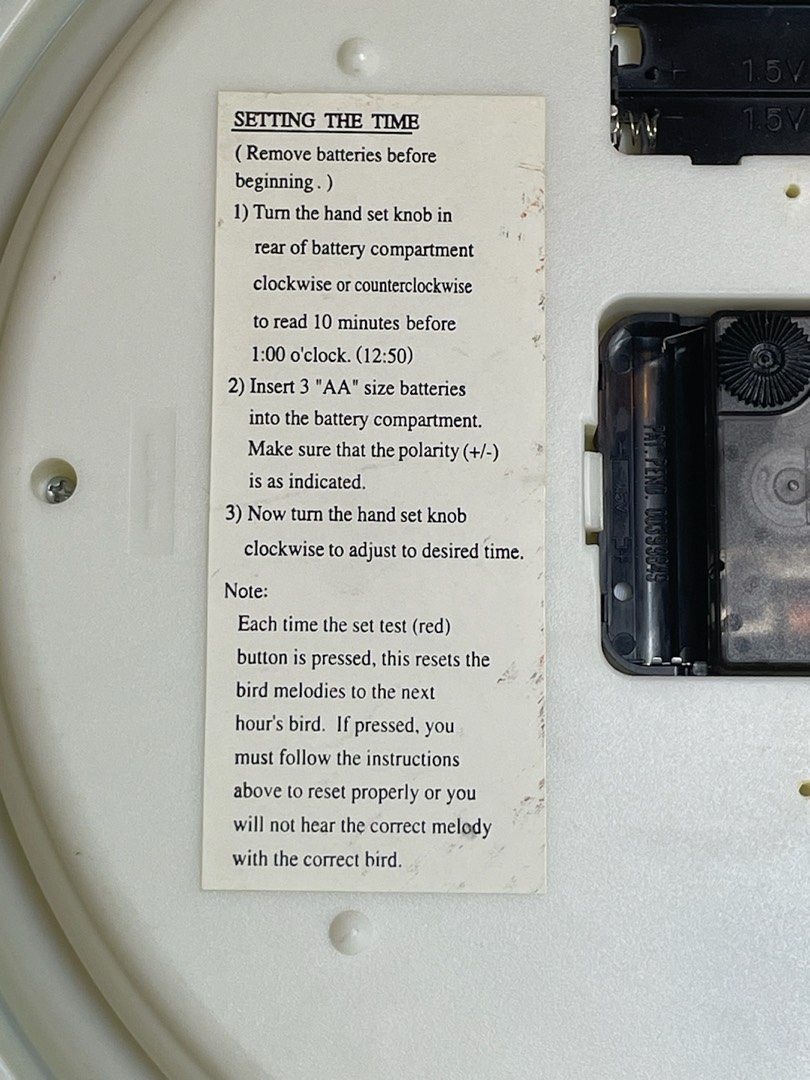 SETTING THE TIME
( Remove batteries before
beginning . )
1) Turn the hand set knob in
rear of battery compartment
clockwise or counterclockwise
to read 10 minutes before
1:00 o'clock. (12:50)
2) Insert 3 "AA" size batteries
into the battery compartment.
Make sure that the polarity (+/-)
is as indicated.
3) Now turn the hand set knob
clockwise to adjust to desired time.
Note:
Each time the set test (red)
button is pressed, this resets the
bird melodies to the next
hour's bird. If pressed, you
must follow the instructions
above to reset properly or you
will not hear the correct melody
with the correct bird.
+ 1.5V
- 1.5V
PAT. PEND.